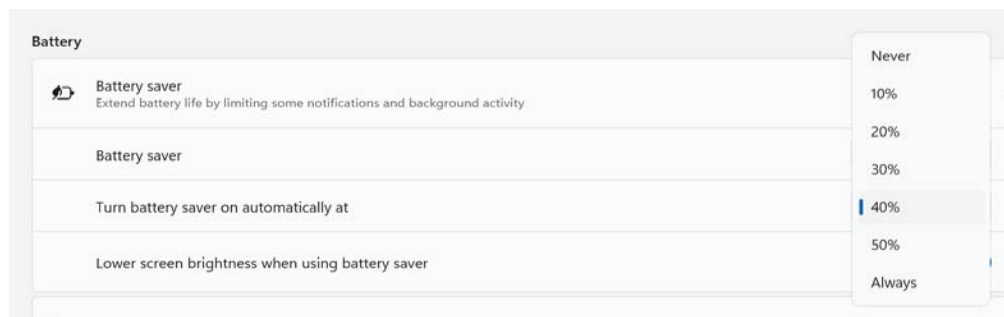 Battery
Battery saver
Extend battery life by limiting some notifications and background activity
Battery saver
Turn battery saver on automatically at
Lower screen brightness when using battery saver
Never
10%
20%
30%
40%
50%
Always